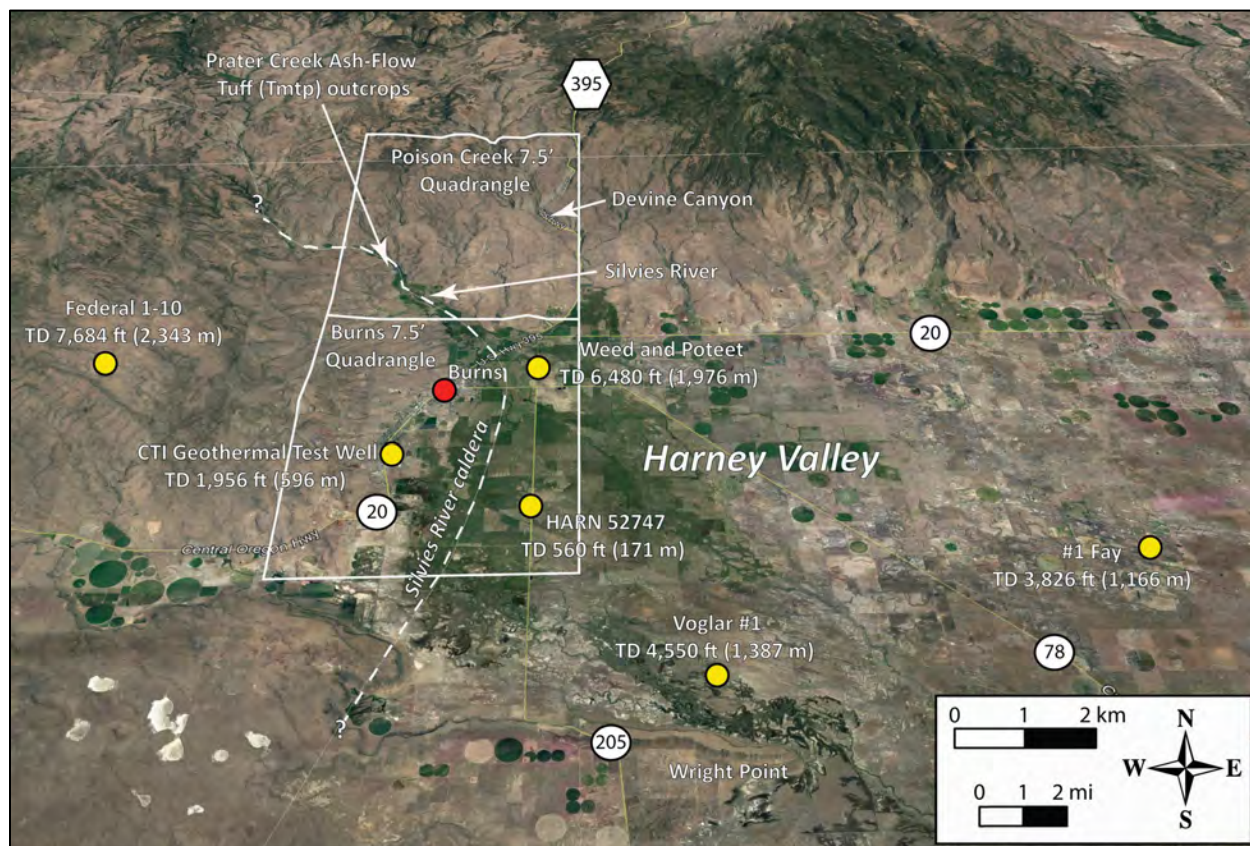 Prater Creek Ash-Flow
Tuff (Tmtp) outcrops
395
Poison Creek 7.5’
Quadrangle
Devine Canyon
?
Silvies River
Federal 1-10
TD 7,684 ft (2,343 m)
Burns 7.5’
Quadrangle
20
Burns
Weed and Poteet
TD 6,480 ft (1,976 m)
CTI Geothermal Test Well
TD 1,956 ft (596 m)
Silvies River caldera
Harney Valley
20
Central Oregon Hwy
HARN 52747
TD 560 ft (171 m)
#1 Fay
TD 3,826 ft (1,166 m)
Voglar #1
TD 4,550 ft (1,387 m)
78
?
205
Wright Point
0 1 2 km
0 1 2 mi
N
W E
S